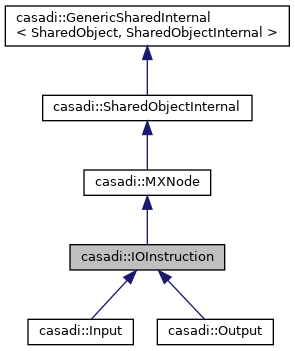 casadi::GenericSharedInternal
< SharedObject, SharedObjectInternal >
casadi::SharedObjectInternal
casadi::MXNode
casadi::IOInstruction
casadi::Input
casadi::Output